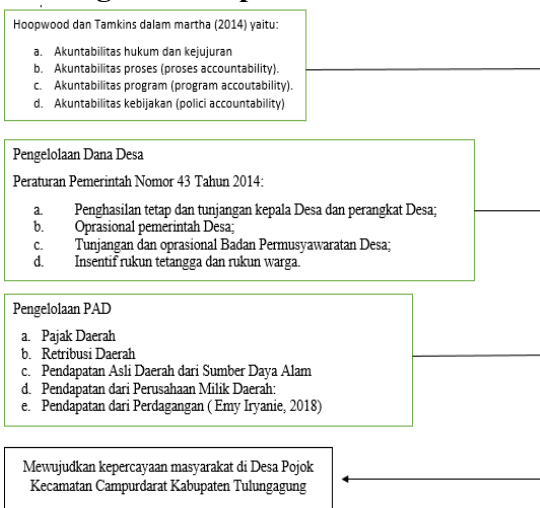 Hoopwood dan Tamkins dalam martha (2014) yaitu:
a. Akuntabilitas hukum dan kejujuran
b. Akuntabilitas proses (proses accountability).
c. Akuntabilitas program (program accoutability).
d. Akuntabilitas kebijakan (polici accountability)
Pengelolaan Dana Desa
Peraturan Pemerintah Nomor 43 Tahun 2014:
a. Penghasilan tetap dan tunjangan kepala Desa dan perangkat Desa;
b. Oprasional pemerintah Desa;
c. Tunjangan dan oprasional Badan Permusyawaratan Desa;
d. Insentif rukun tetangga dan rukun warga.
Pengelolaan PAD
a. Pajak Daerah
b. Retribusi Daerah
c. Pendapatan Asli Daerah dari Sumber Daya Alam
d. Pendapatan dari Perusahaan Milik Daerah:
e. Pendapatan dari Perdagangan ( Emy Iryanie, 2018)
Mewujudkan kepercayaan masyarakat di Desa Pojok
Kecamatan Campurdarat Kabupaten Tulungagung